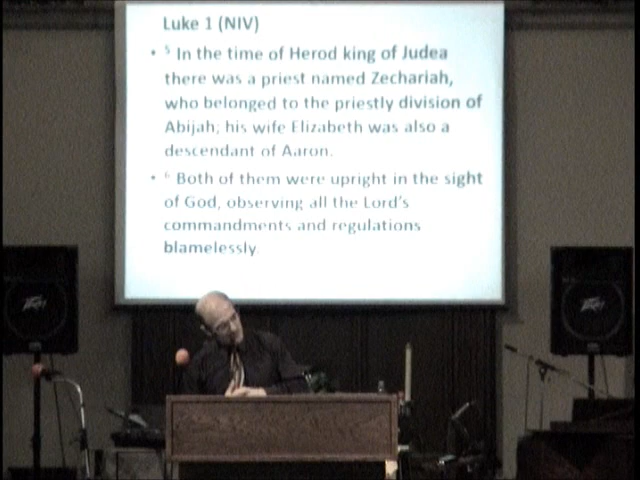 Luke 1 (NIV)
• 5 In the time of Herod king of Judea
there was a priest named Zechariah,
who belonged to the priestly division of
Abijah; his wife Elizabeth was also a
descendant of Aaron.
• 6 Both of them were upright in the sight
of God, observing all the Lord's
commandments and regulations
blamelessly.